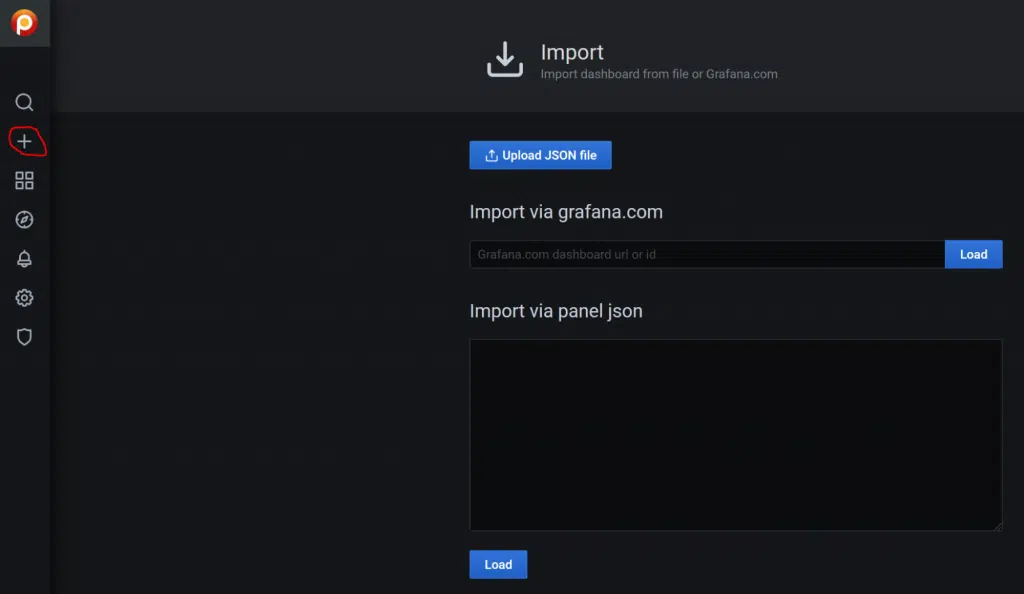 Import
Import dashboard from file or Grafana.com
Upload JSON file
Import via grafana.com
Grafana.com dashboard url or id
Load
Import via panel json
Load